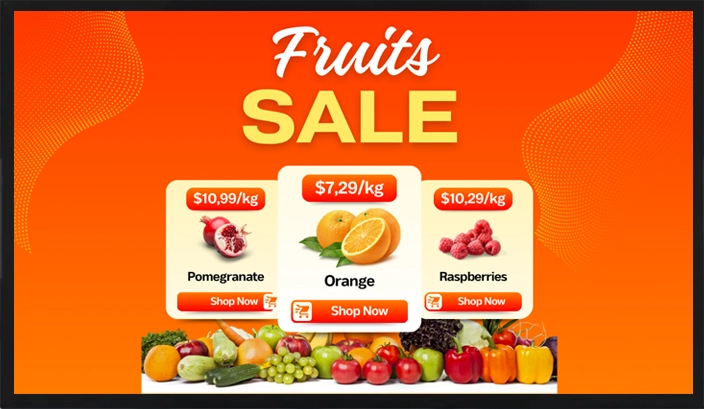 Fruits
SALE
$10,99/kg
Pomegranate
Shop Now
$7,29/kg
Orange
Shop Now
$10,29/kg
Raspberries
Shop Now